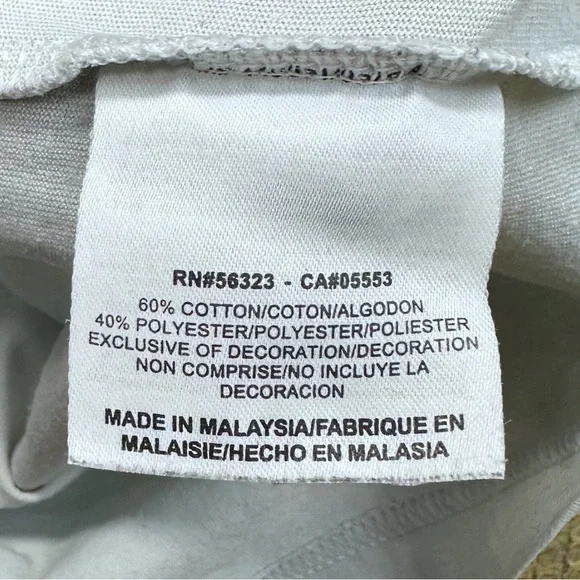 RN#56323 - CA#05553
60% COTTON/COTON/ALGODON
40% POLYESTER/POLYESTER/POLIESTER
EXCLUSIVE OF DECORATION/DECORATION
NON COMPRISE/NO INCLUYE LA
DECORACION
MADE IN MALAYSIA/FABRIQUE EN
MALAISIE/HECHO EN MALASIA